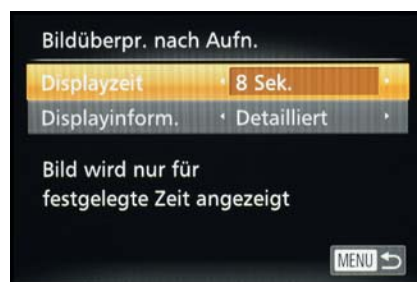 Bildüberpr. nach Aufn.
Displayzeit 8 Sek.
Displayinform. Detailliert
Bild wird nur für
festgelegte Zeit angezeigt
MENU